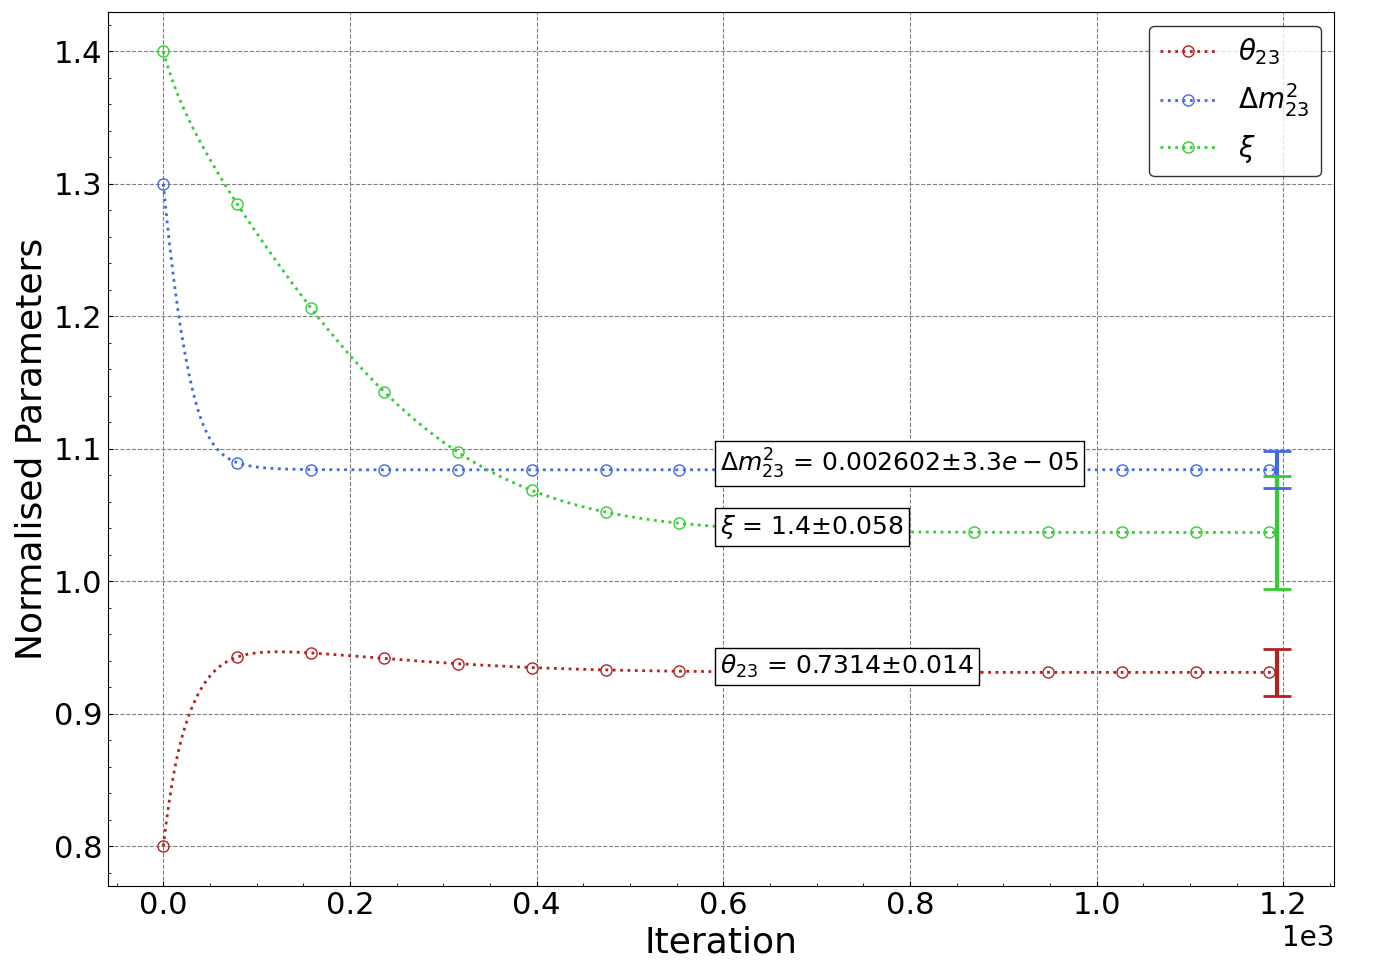 1.4
1.3
1.2
1.1
1.0
0.9
0.8
Normalised Parameters
θ₂₃
Δm²₂₃
ξ
Δm²₂₃ = 0.002602±3.3e − 05
ξ = 1.4±0.058
θ₂₃ = 0.7314±0.014
0.0 0.2 0.4 0.6 0.8 1.0 1.2
1e3
Iteration